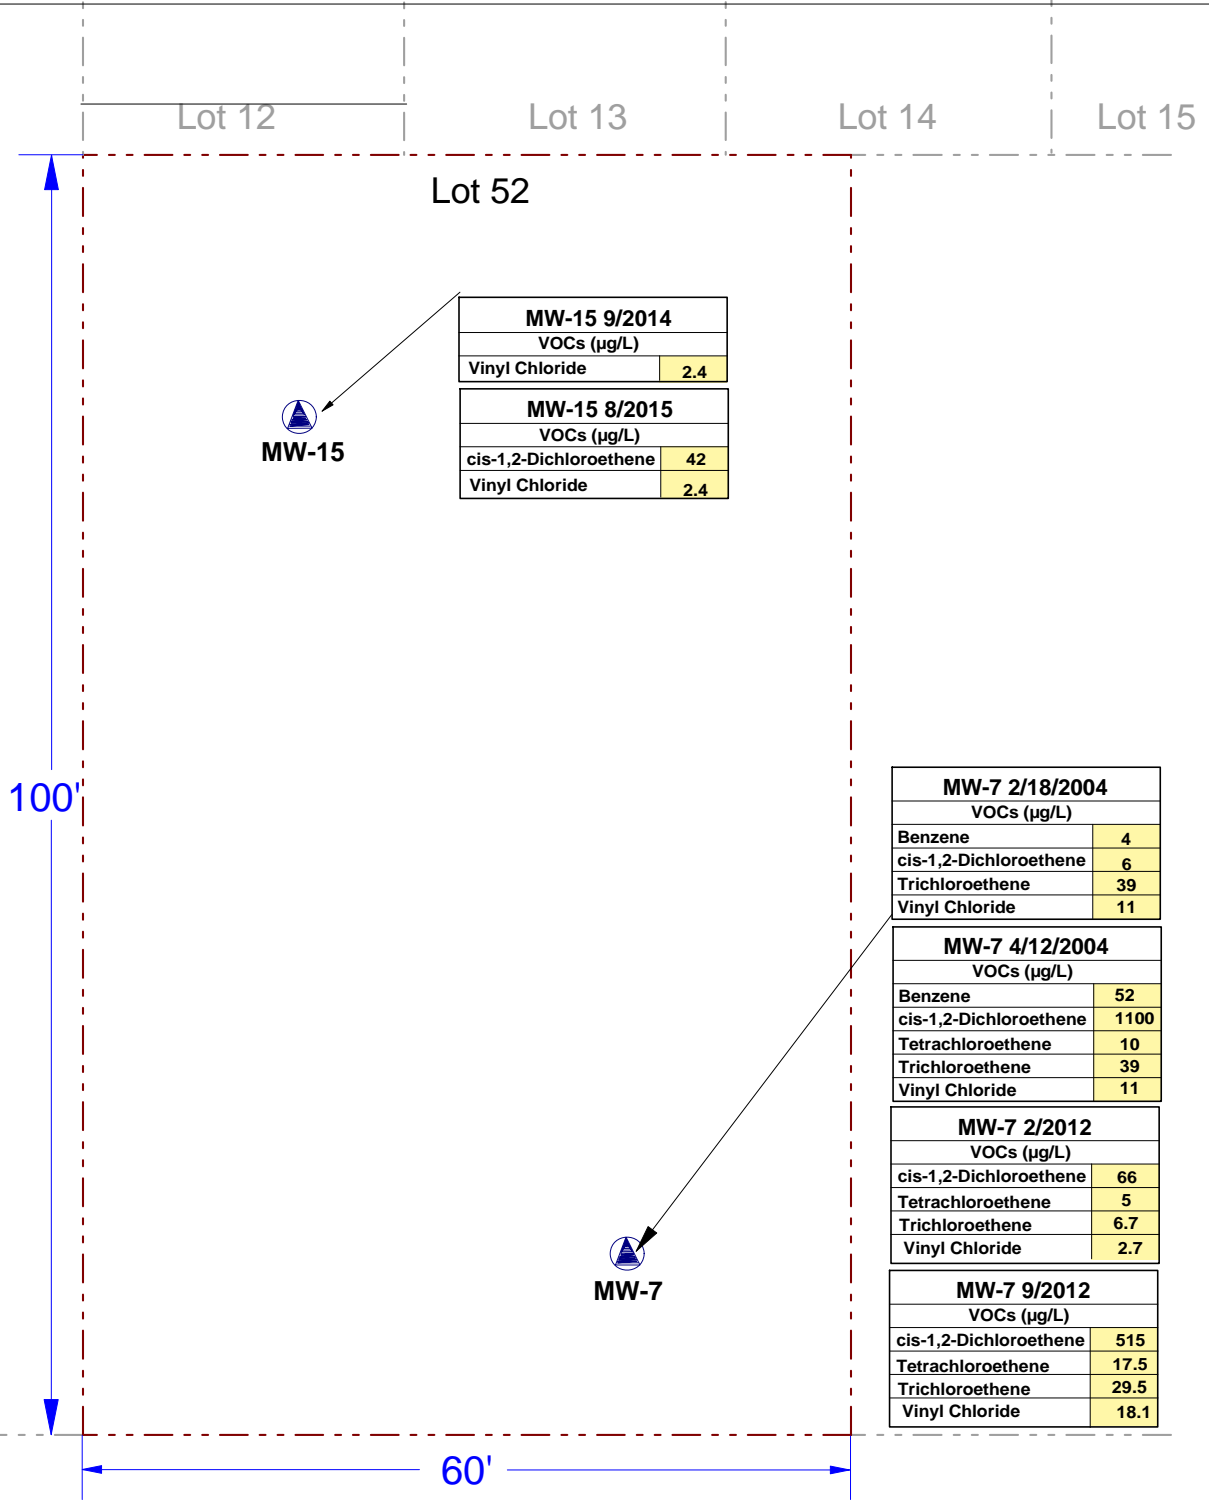 Lot 12 Lot 13 Lot 14 Lot 15
Lot 52
MW-15 9/2014
VOCs (µg/L)
Vinyl Chloride 2.4
MW-15 8/2015
VOCs (µg/L)
cis-1,2-Dichloroethene 42
Vinyl Chloride 2.4
MW-15
100'
MW-7 2/18/2004
VOCs (µg/L)
Benzene 4
cis-1,2-Dichloroethene 6
Trichloroethene 39
Vinyl Chloride 11
MW-7 4/12/2004
VOCs (µg/L)
Benzene 52
cis-1,2-Dichloroethene 1100
Tetrachloroethene 10
Trichloroethene 39
Vinyl Chloride 11
MW-7 2/2012
VOCs (µg/L)
cis-1,2-Dichloroethene 66
Tetrachloroethene 5
Trichloroethene 6.7
Vinyl Chloride 2.7
MW-7 9/2012
VOCs (µg/L)
cis-1,2-Dichloroethene 515
Tetrachloroethene 17.5
Trichloroethene 29.5
Vinyl Chloride 18.1
MW-7
60'